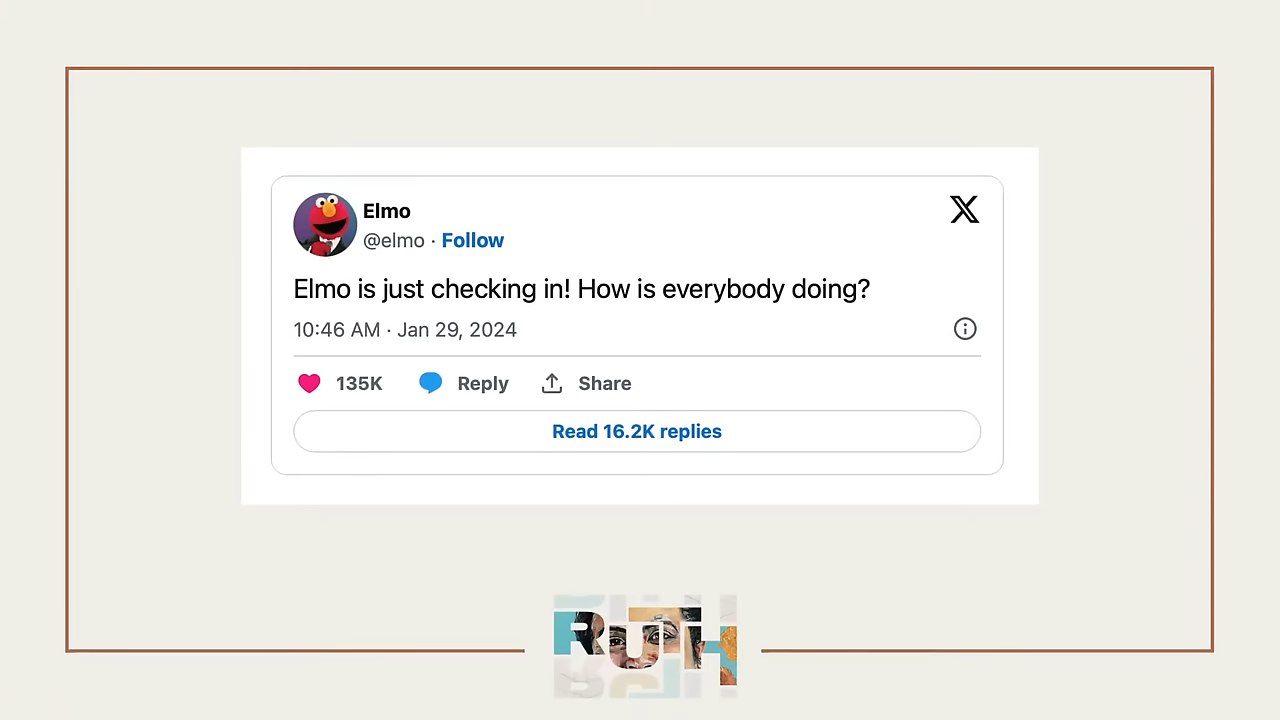 Elmo
@elmo · Follow
Elmo is just checking in! How is everybody doing?
10:46 AM · Jan 29, 2024
135K Reply Share
Read 16.2K replies
RUTH